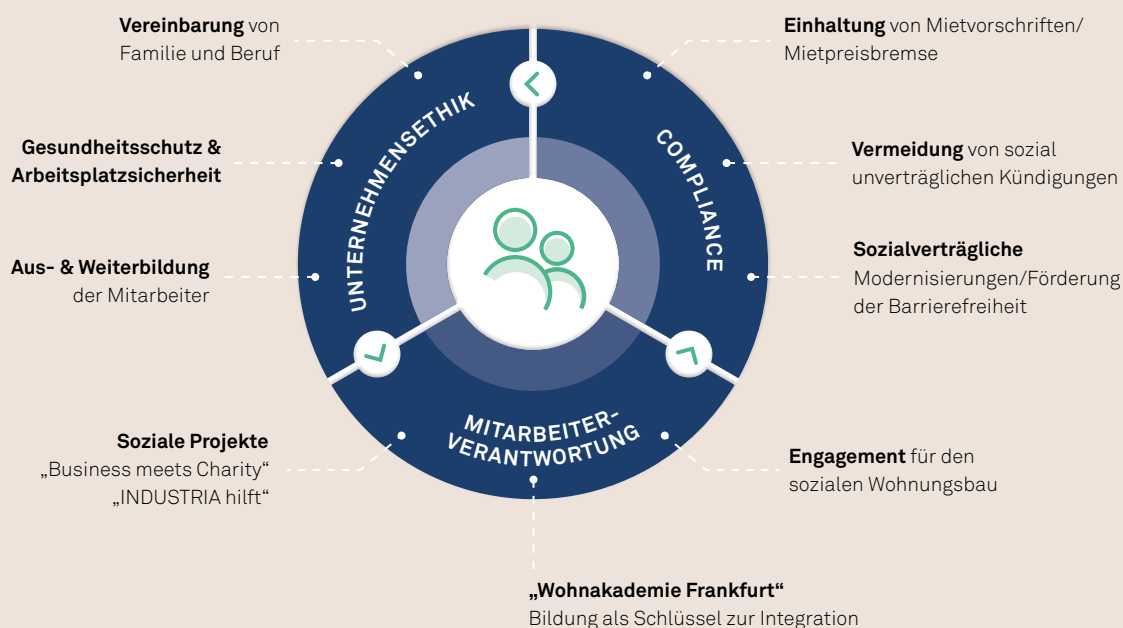 Vereinbarung von
Familie und Beruf
Einhaltung von Mietvorschriften/
Mietpreisbremse
Gesundheitsschutz &
Arbeitsplatzsicherheit
Vermeidung von sozial
unverträglichen Kündigungen
Aus- & Weiterbildung
der Mitarbeiter
Sozialverträgliche
Modernisierungen/Förderung
der Barrierefreiheit
UNTERNEHMENSETHIK
COMPLIANCE
MITARBEITER-
VERANTWORTUNG
Soziale Projekte
„Business meets Charity“
„INDUSTRIA hilft“
Engagement für den
sozialen Wohnungsbau
„Wohnakademie Frankfurt“
Bildung als Schlüssel zur Integration